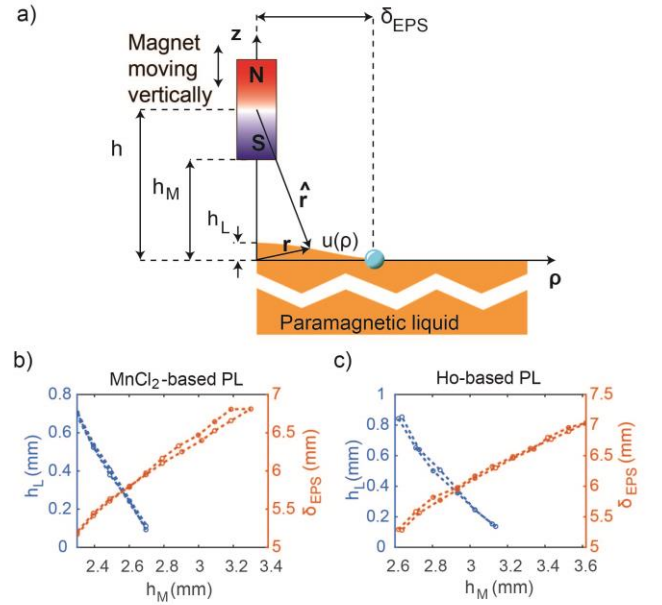 a)
z
δEPS
Magnet
moving
vertically
N
S
h
hM
hL
r̂
r
u(ρ)
ρ
Paramagnetic liquid
b)
MnCl2-based PL
0.8
0.6
0.4
0.2
0
hL (mm)
7
6.5
6
5.5
5
δEPS (mm)
2.4 2.6 2.8 3 3.2 3.4
hM (mm)
c)
Ho-based PL
1
0.8
0.6
0.4
0.2
0
hL(mm)
7.5
7
6.5
6
5.5
5
δEPS (mm)
2.6 2.8 3 3.2 3.4 3.6
hM (mm)